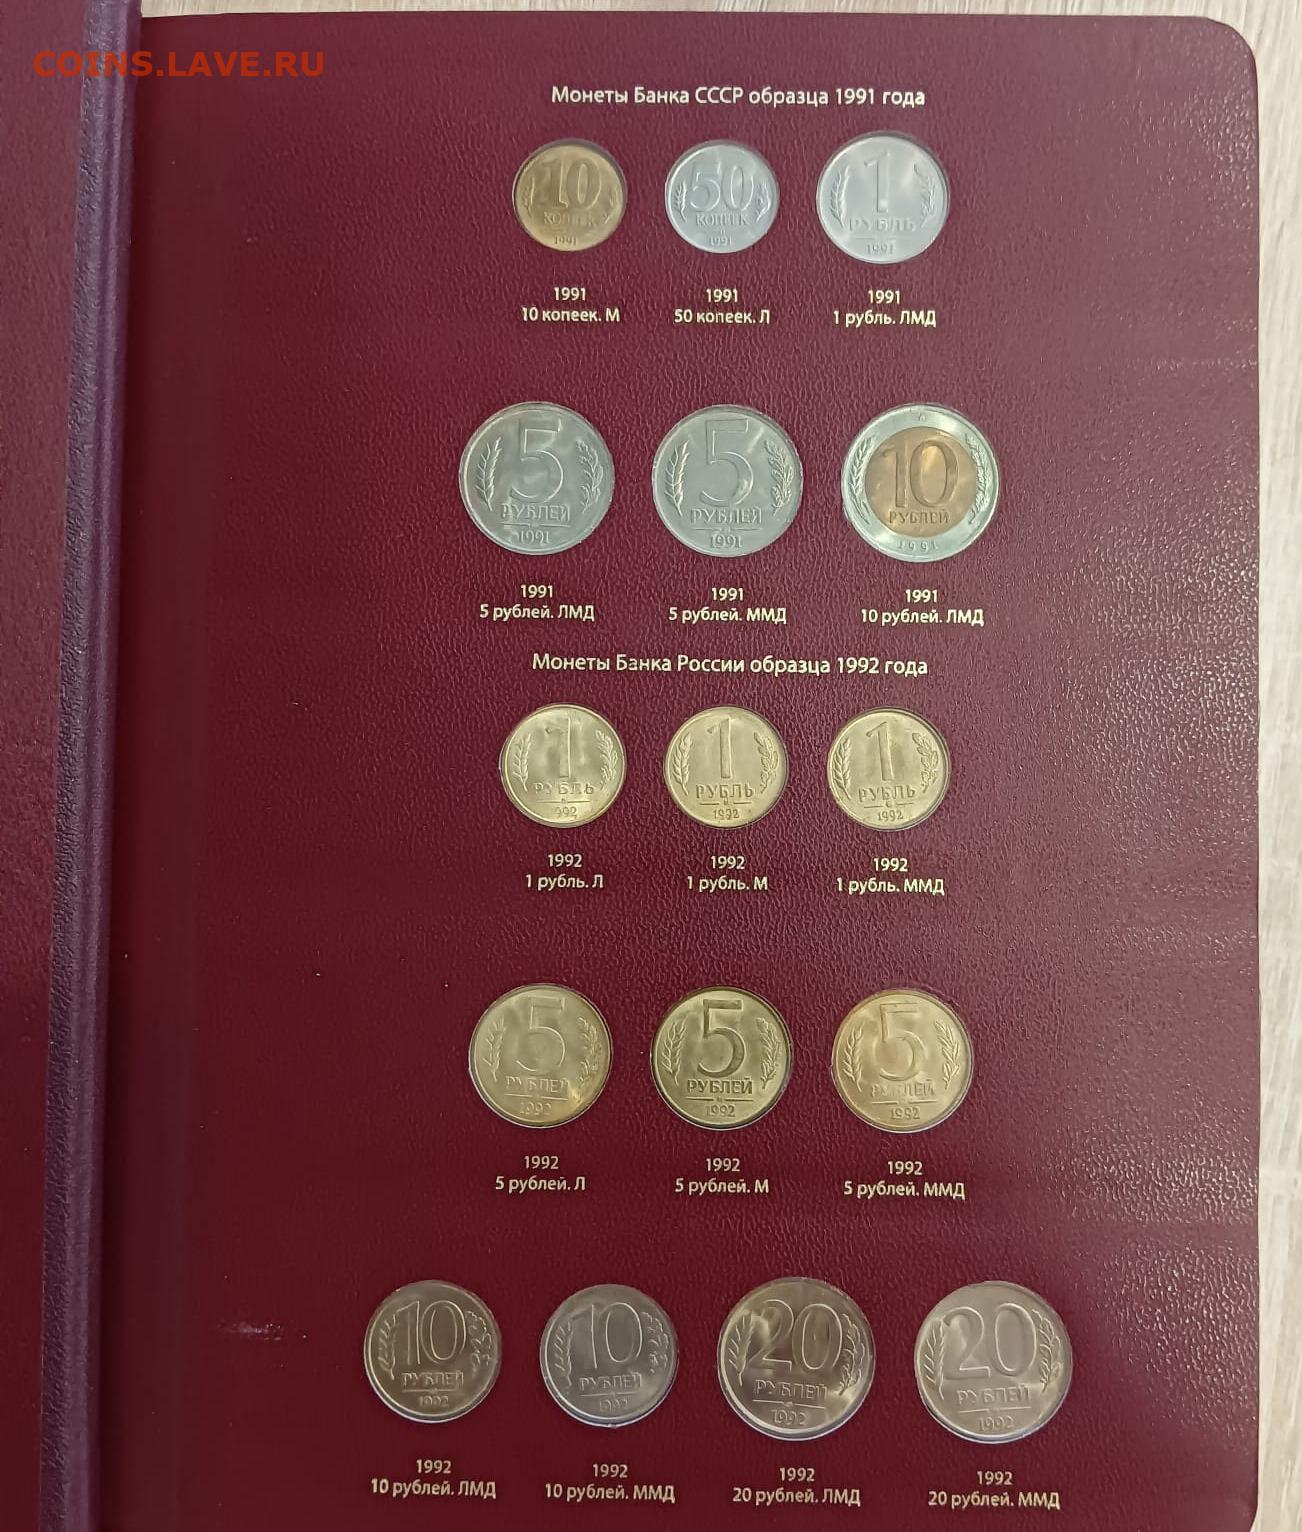 COINS.LAVE.RU
Монеты Банка СССР образца 1991 года
10 КОПЕЕК 1991
50 КОПЕЕК 1991
1 РУБЛЬ 1991
1991
10 копеек. М
1991
50 копеек. Л
1991
1 рубль. ЛМД
5 РУБЛЕЙ 1991
5 РУБЛЕЙ 1991
10 РУБЛЕЙ 1991
1991
5 рублей. ЛМД
1991
5 рублей. ММД
1991
10 рублей. ЛМД
Монеты Банка России образца 1992 года
1 РУБЛЬ 1992
1 РУБЛЬ 1992
1 РУБЛЬ 1992
1992
1 рубль. Л
1992
1 рубль. М
1992
1 рубль. ММД
5 РУБЛЕЙ 1992
5 РУБЛЕЙ 1992
5 РУБЛЕЙ 1992
1992
5 рублей. Л
1992
5 рублей. М
1992
5 рублей. ММД
10 РУБЛЕЙ 1992
10 РУБЛЕЙ 1992
20 РУБЛЕЙ 1992
20 РУБЛЕЙ 1992
1992
10 рублей. ЛМД
1992
10 рублей. ММД
1992
20 рублей. ЛМД
1992
20 рублей. ММД